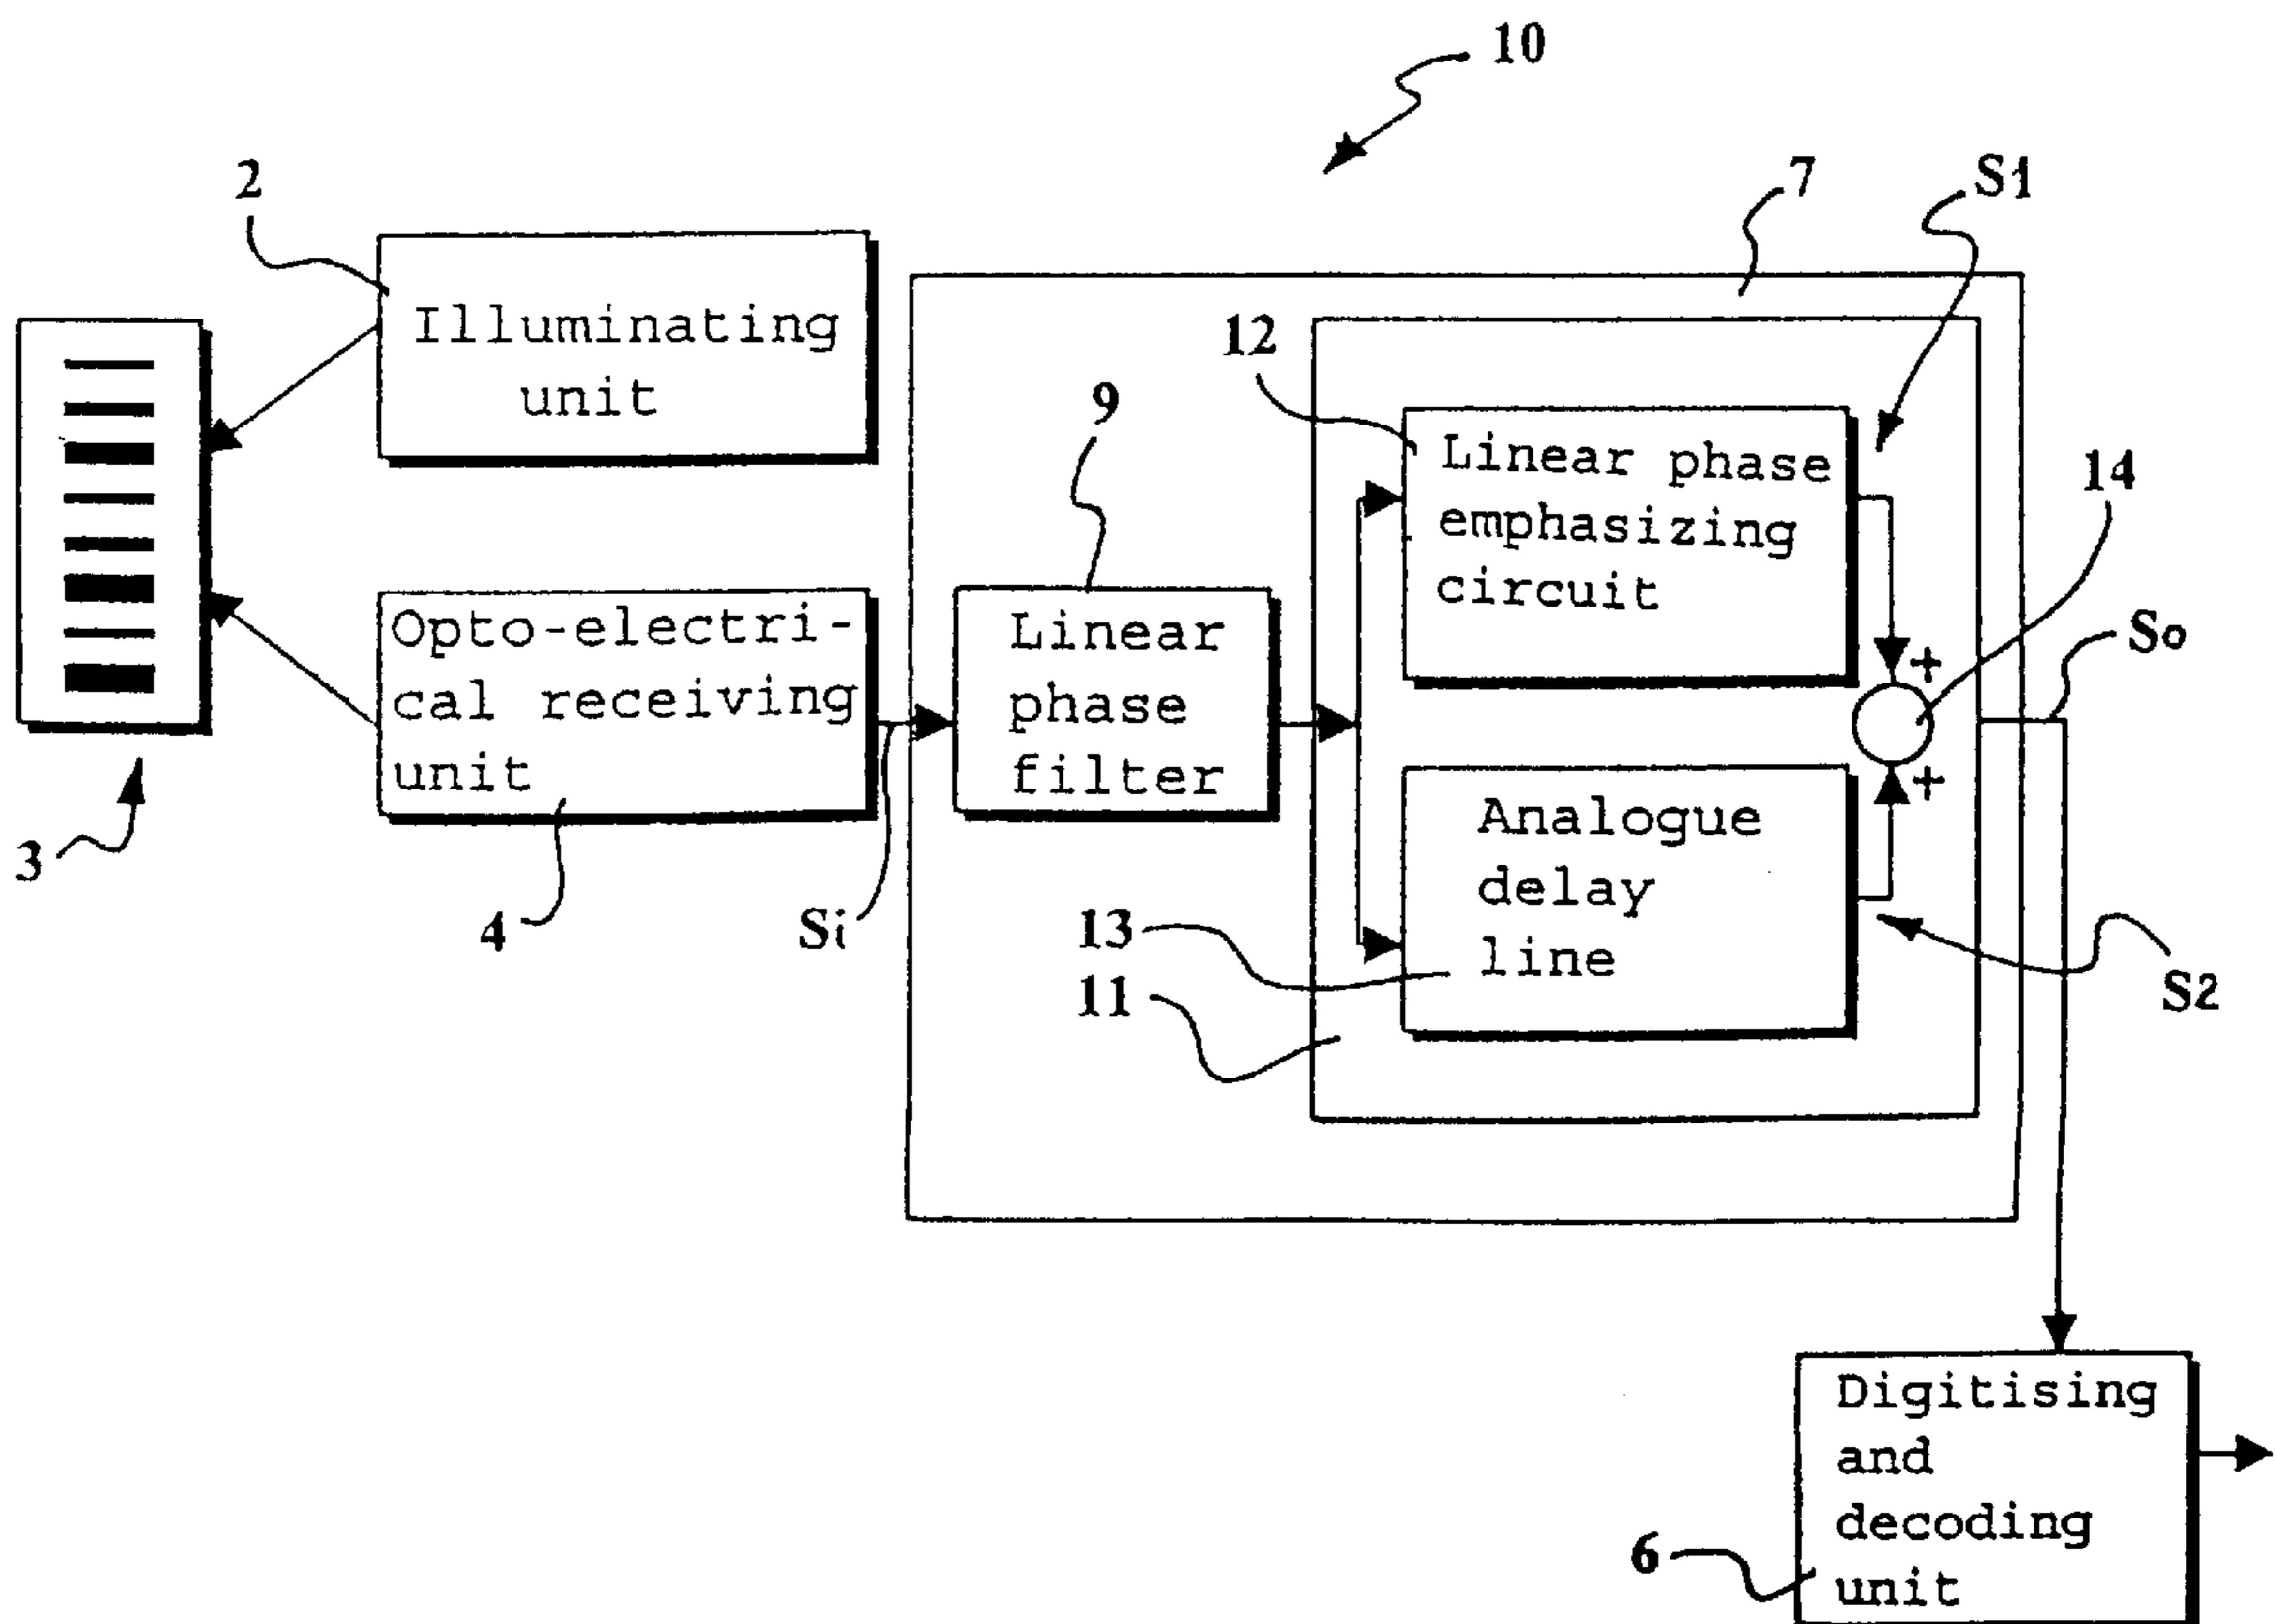 10
2
7
S1
Illuminating
unit
12
9
Linear phase
emphasizing
circuit
14
Opto-electri-
cal receiving
unit
Linear
phase
filter
+
So
+
3
4
Si
Analogue
delay
line
13
11
S2
Digitising
and
decoding
unit
6